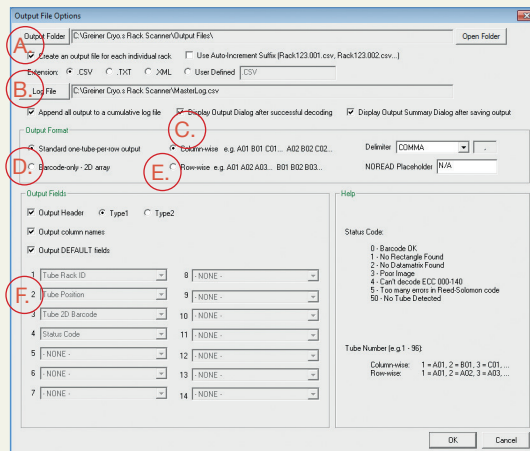 Output File Options
Output Folder C:\Greiner Cryo.s Rack Scanner\Output Files\ Open Folder
A.
Create an output file for each individual rack Use Auto-Increment Suffix (Rack123.001.csv, Rack123.002.csv...)
Extension: .CSV .TXT XML User Defined .CSV
B.
Log File C:\Greiner Cryo.s Rack Scanner\MasterLog.csv
Append all output to a cumulative log file Display Output Dialog after successful decoding Display Output Summary Dialog after saving output
C.
Output Format
Standard one-tube-per-row output Column-wise e.g. A01 B01 C01... A02 B02 C02... Delimiter COMMA .
D. E.
Barcode-only - 2D array Row-wise e.g. A01 A02 A03... B01 B02 B03... NOREAD Placeholder N/A
Output Fields Help
Output Header Type1 Type2
Output column names
Output DEFAULT fields
Status Code:
0 - Barcode OK
1 - No Rectangle Found
2 - No Datamatrix Found
3 - Poor Image
4 - Can't decode ECC 000-140
5 - Too many errors in Reed-Solomon code
50 - No Tube Detected
1 Tube Rack ID 8 - NONE -
F.
2 Tube Position 9 - NONE -
3 Tube 2D Barcode 10 - NONE -
4 Status Code 11 - NONE -
5 - NONE - 12 - NONE -
6 - NONE - 13 - NONE -
7 - NONE - 14 - NONE -
Tube Number (e.g.1 - 96):
Column-wise: 1 = A01, 2 = B01, 3 = C01, ...
Row-wise: 1 = A01, 2 = A02, 3 = A03, ...
OK Cancel